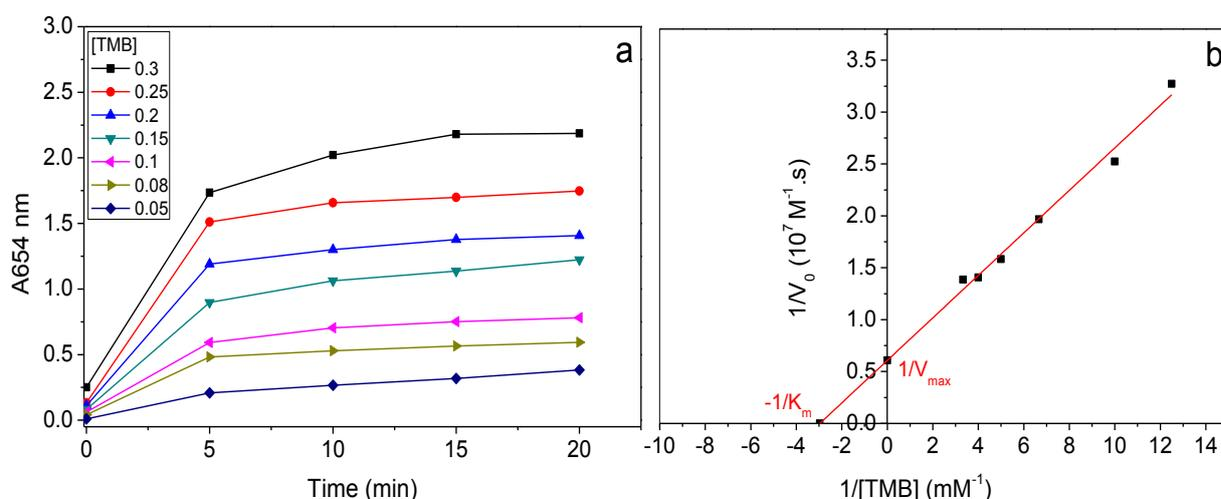 a
[TMB]
0.3
0.25
0.2
0.15
0.1
0.08
0.05
3.0
2.5
2.0
1.5
1.0
0.5
0.0
A654 nm
0 5 10 15 20
Time (min)
b
3.5
3.0
2.5
2.0
1.5
1.0
0.5
0.0
1/V₀ (10⁷ M⁻¹.s)
1/Vmax
-1/Kₘ
-10 -8 -6 -4 -2 0 2 4 6 8 10 12 14
1/[TMB] (mM⁻¹)